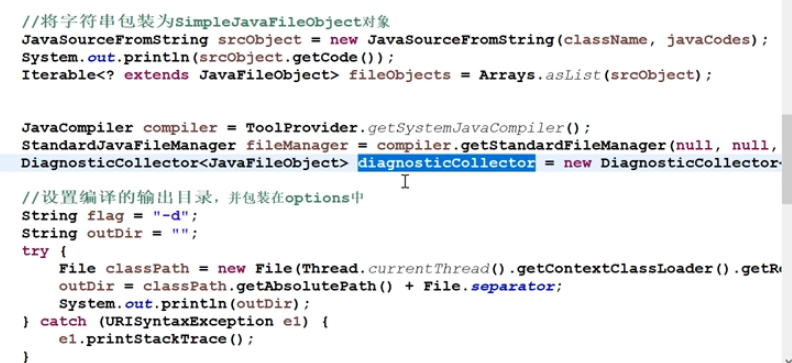 //将字符串包装为SimpleJavaFileObject对象
JavaSourceFromString srcObject = new JavaSourceFromString(className, javaCodes);
System.out.println(srcObject.getCode());
Iterable<? extends JavaFileObject> fileObjects = Arrays.asList(srcObject);
JavaCompiler compiler = ToolProvider.getSystemJavaCompiler();
StandardJavaFileManager fileManager = compiler.getStandardFileManager(null, null,
DiagnosticCollector<JavaFileObject> diagnosticCollector = new DiagnosticCollector<
//设置编译的输出目录，并包装在options中
String flag = "-d";
String outDir = "";
try {
File classPath = new File(Thread.currentThread().getContextClassLoader().getRe
outDir = classPath.getAbsolutePath() + File.separator;
System.out.println(outDir);
} catch (URISyntaxException e1) {
e1.printStackTrace();
}